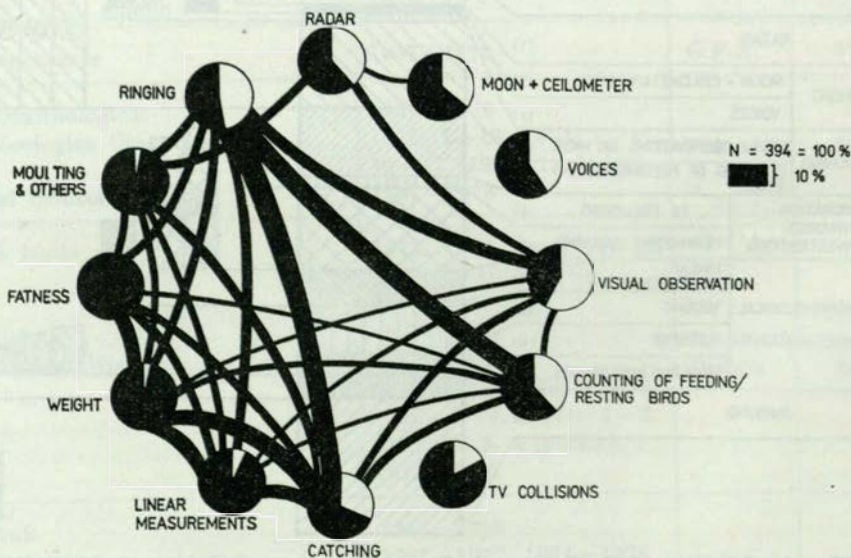 RADAR
RINGING
MOON + CEILOMETER
MOULTING
& OTHERS
VOICES
N = 394 = 100 %
} 10 %
FATNESS
VISUAL OBSERVATION
WEIGHT
COUNTING OF FEEDING/
RESTING BIRDS
LINEAR
MEASUREMENTS
TV COLLISIONS
CATCHING